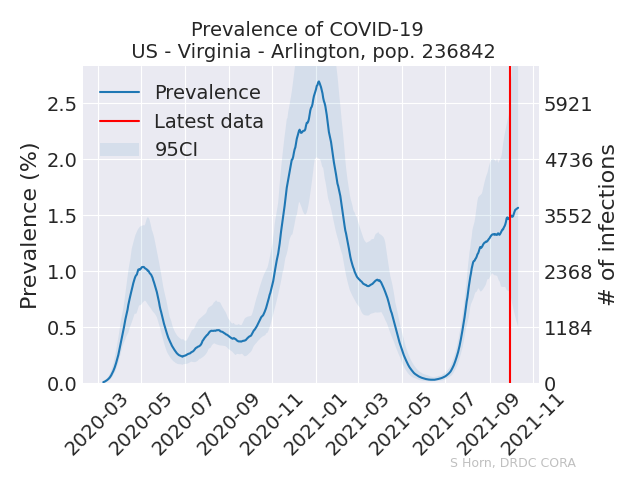 Prevalence of COVID-19
US - Virginia - Arlington, pop. 236842
Prevalence
Latest data
95CI
Prevalence (%)
2.5
2.0
1.5
1.0
0.5
0.0
5921
4736
3552
2368
1184
0
# of infections
2020-03
2020-05
2020-07
2020-09
2020-11
2021-01
2021-03
2021-05
2021-07
2021-09
2021-11
S Horn, DRDC CORA